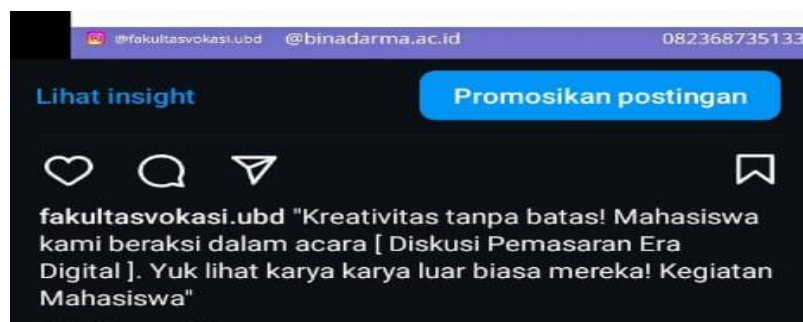 @fakultasvokasi.ubd @binadarma.ac.id 082368735133
Lihat insight Promosikan postingan
fakultasvokasi.ubd "Kreativitas tanpa batas! Mahasiswa
kami beraksi dalam acara [ Diskusi Pemasaran Era
Digital ]. Yuk lihat karya karya luar biasa mereka! Kegiatan
Mahasiswa"